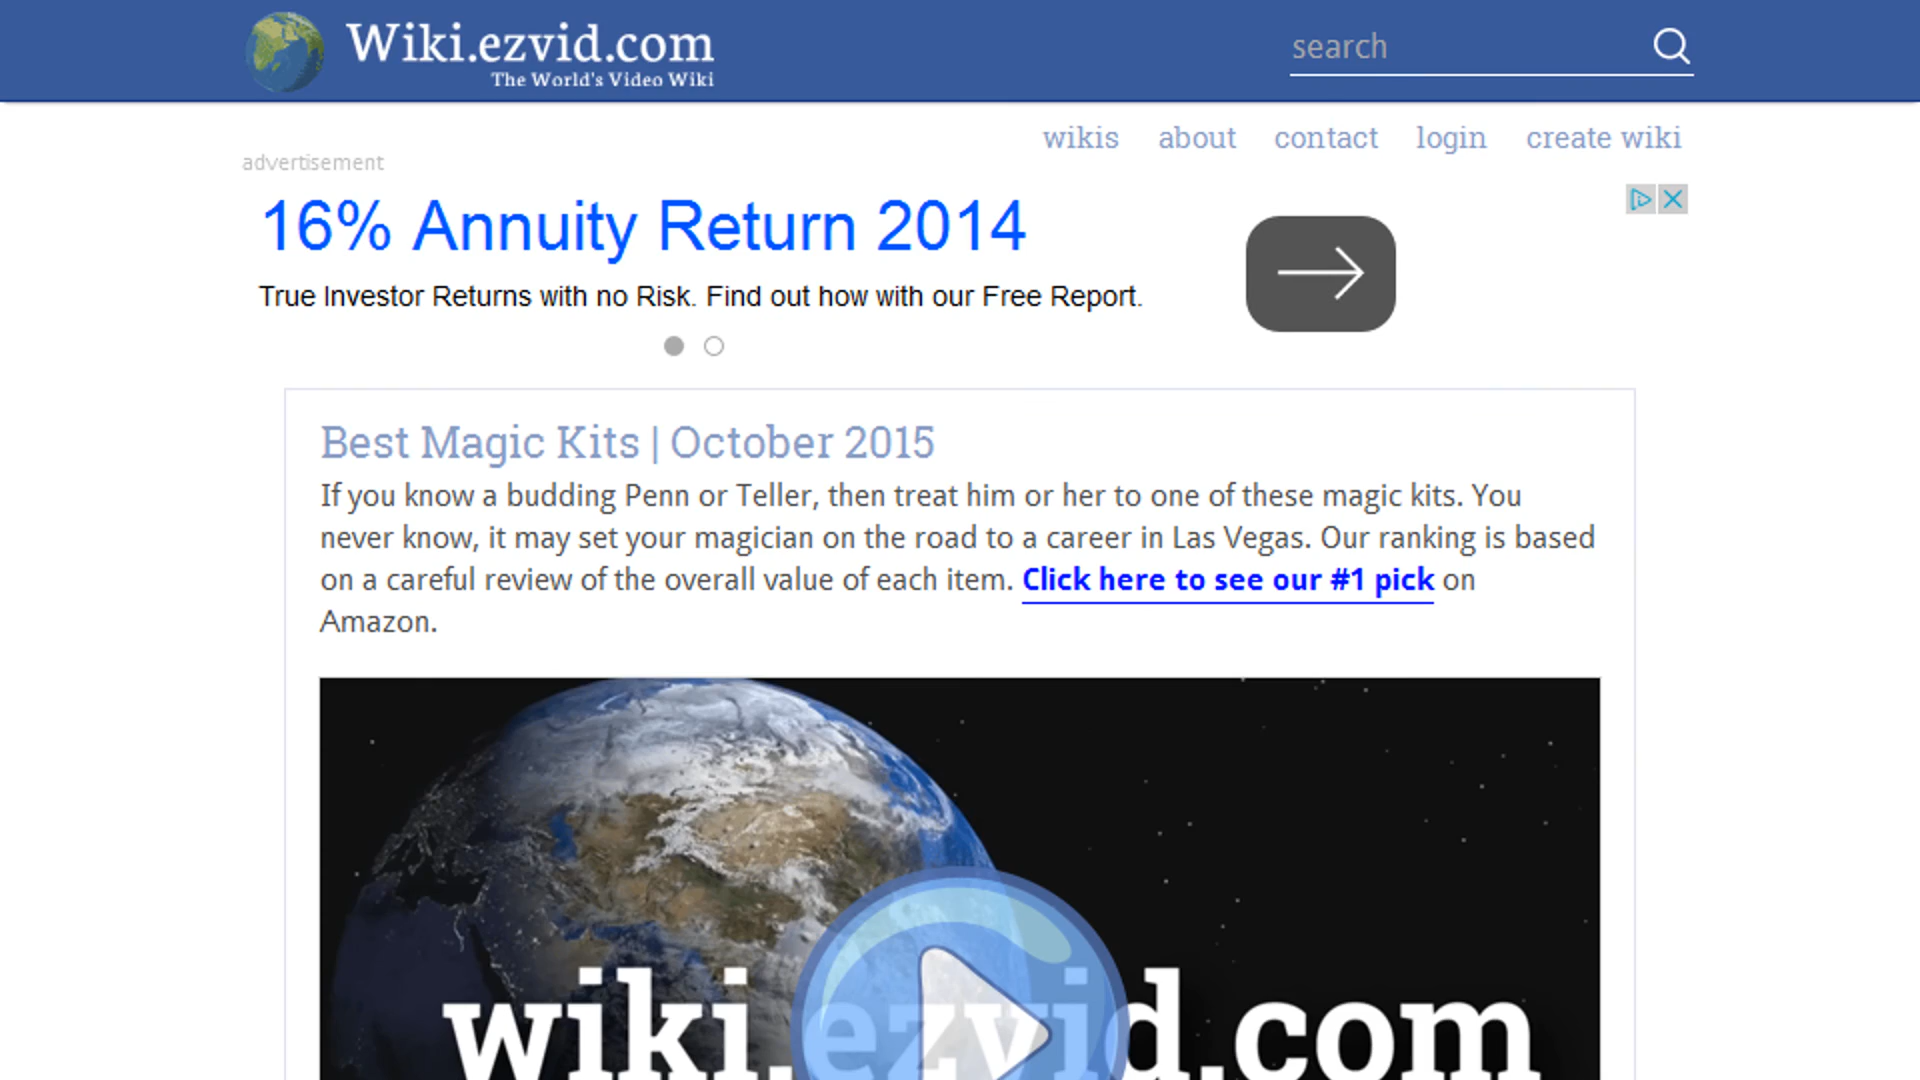 Wiki.ezvid.com
The World's Video Wiki
search
wikis about contact login create wiki
advertisement
16% Annuity Return 2014
True Investor Returns with no Risk. Find out how with our Free Report.
Best Magic Kits | October 2015
If you know a budding Penn or Teller, then treat him or her to one of these magic kits. You
never know, it may set your magician on the road to a career in Las Vegas. Our ranking is based
on a careful review of the overall value of each item. Click here to see our #1 pick on
Amazon.
wiki.ezvid.com